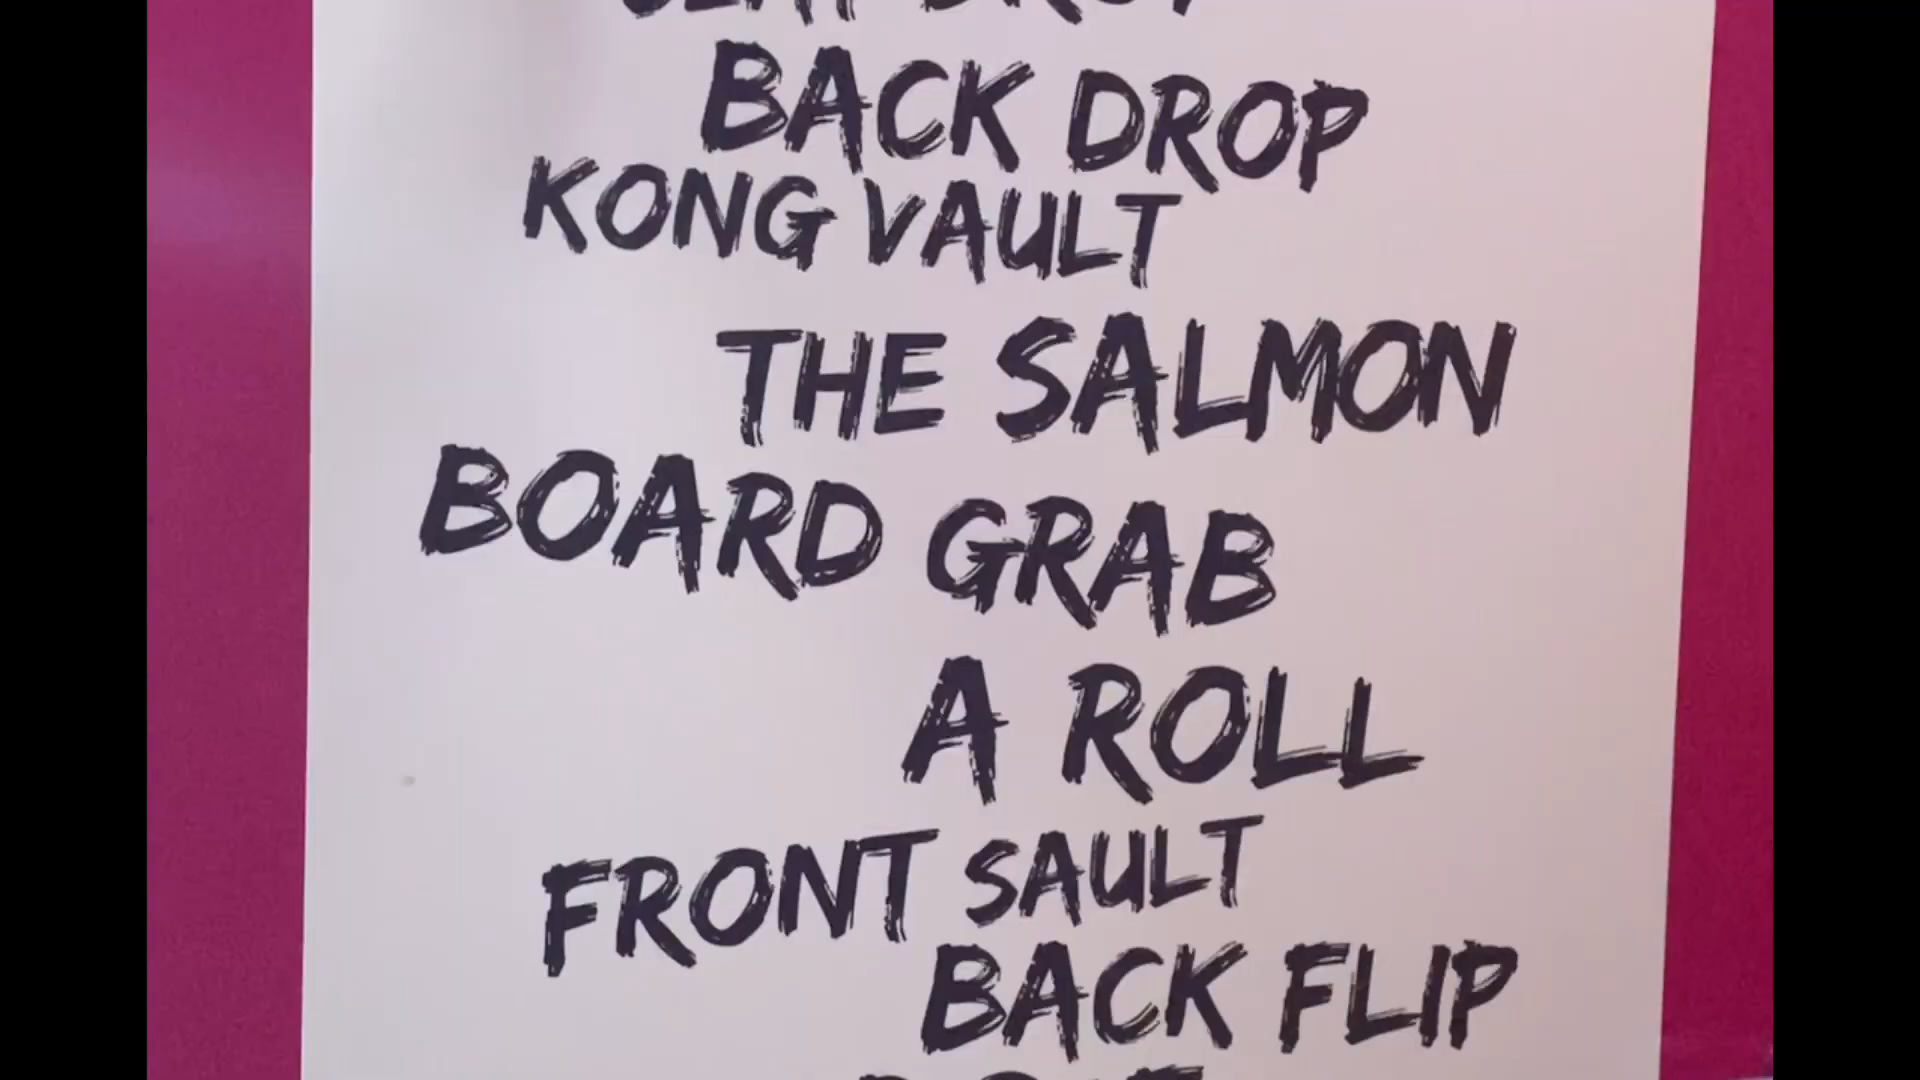 BACK DROP
KONG VAULT
THE SALMON
BOARD GRAB
A ROLL
FRONT SAULT
BACK FLIP